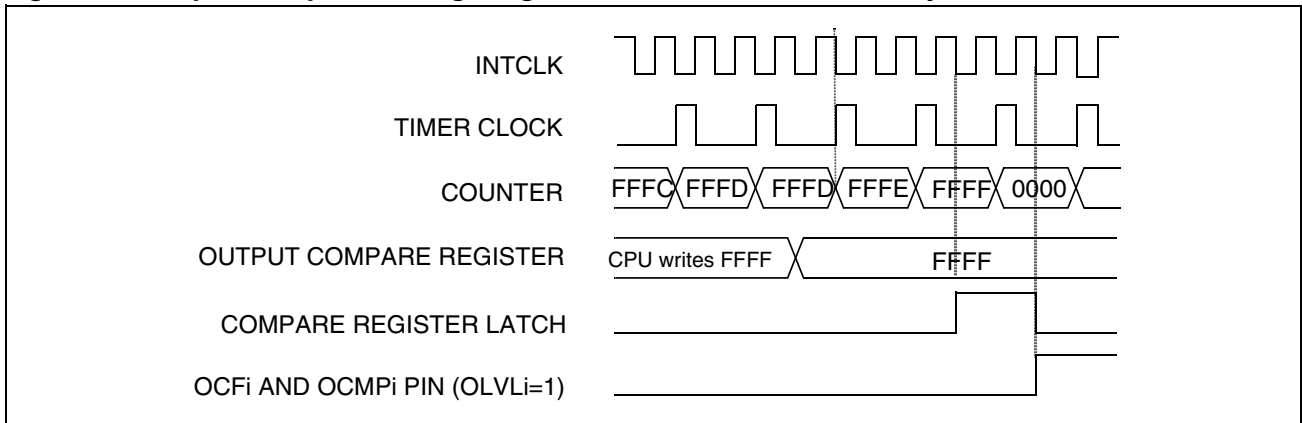 INTCLK
TIMER CLOCK
COUNTER FFFC FFFD FFFD FFFE FFFF 0000
OUTPUT COMPARE REGISTER CPU writes FFFF FFFF
COMPARE REGISTER LATCH
OCFi AND OCMPi PIN (OLVLi=1)